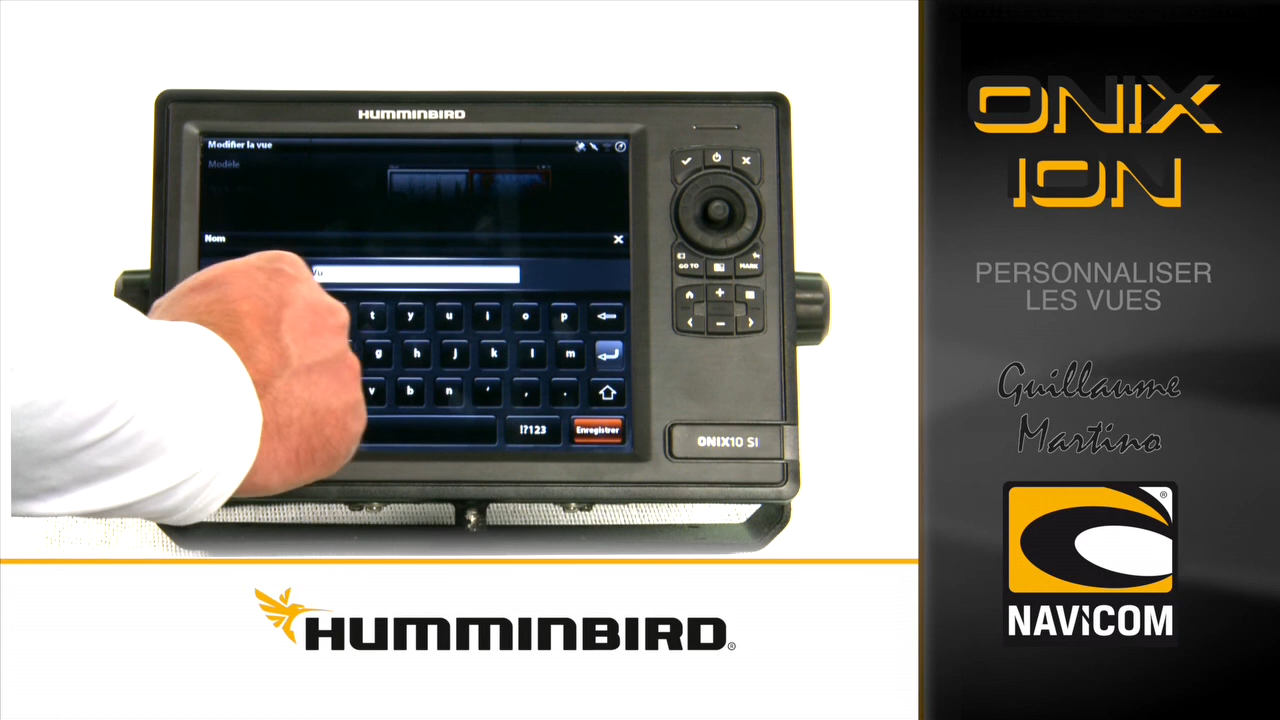 HUMMINBIRD
Modifier la vue
Modèle
Nom
Vu
t y u i o p
g h j k l m
v b n ' , .
!?123
Enregistrer
GO TO
MARK
ONIX10 SI
HUMMINBIRD®
ONIX
ION
PERSONNALISER
LES VUES
Guillaume
Martino
®
NAVICOM